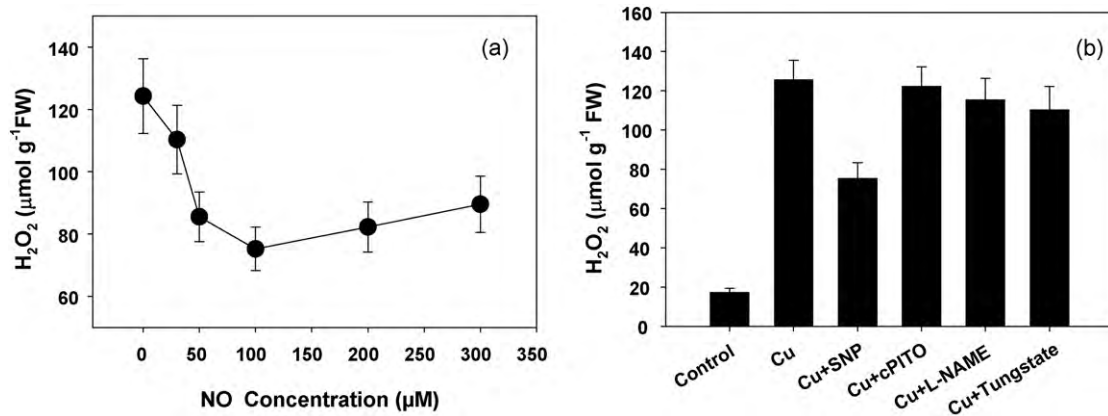 (a)
140
120
100
80
60
H₂O₂ (μmol g⁻¹FW)
0 50 100 150 200 250 300 350
NO Concentration (μM)
(b)
160
140
120
100
80
60
40
20
0
H₂O₂ (μmol g⁻¹ FW)
Control
Cu
Cu+SNP
Cu+cPITO
Cu+L-NAME
Cu+Tungstate